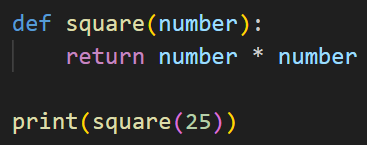 def square(number):
    return number * number

print(square(25))